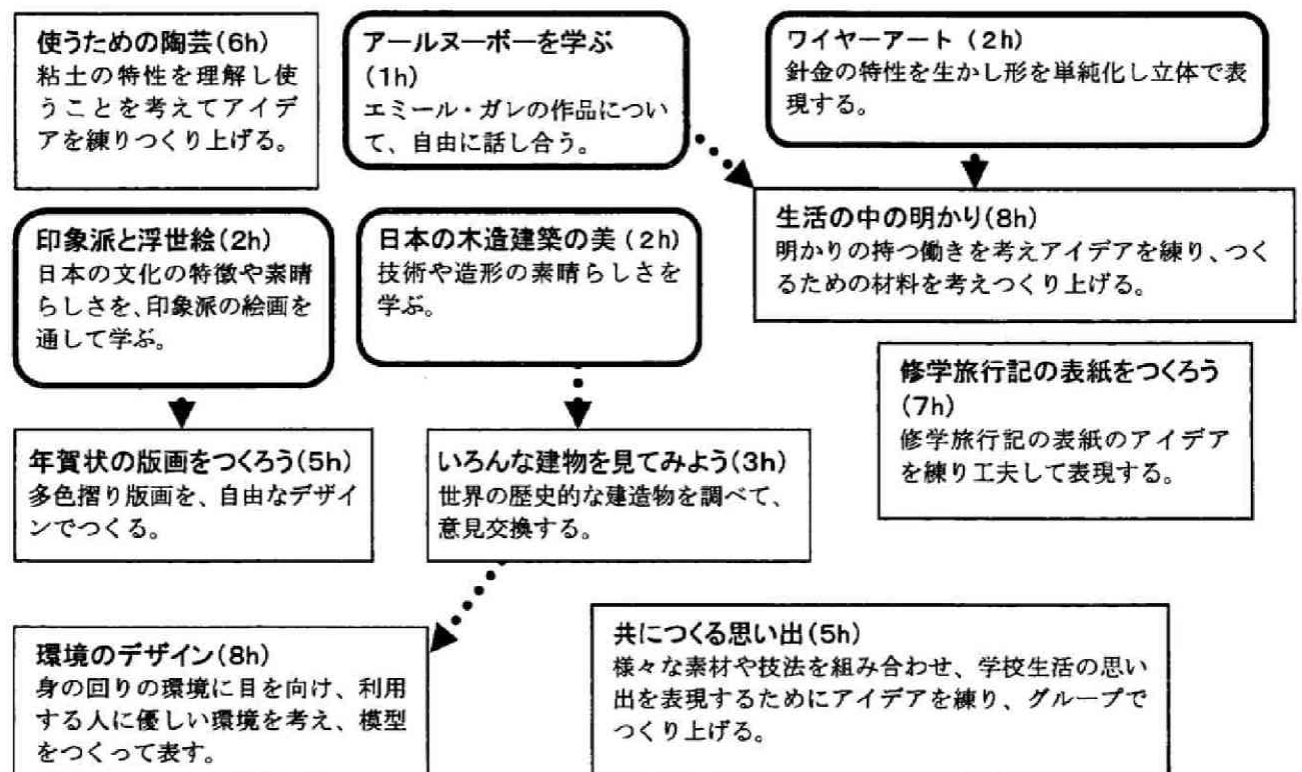 使うための陶芸(6h)
粘土の特性を理解し使
うことを考えてアイデ
アを練りつくり上げる。
アールヌーボーを学ぶ
(1h)
エミール・ガレの作品につい
て、自由に話し合う。
ワイヤーアート(2h)
針金の特性を生かし形を単純化し立体で表
現する。
印象派と浮世絵(2h)
日本の文化の特徴や素晴
らしさを、印象派の絵画を
通して学ぶ。
日本の木造建築の美(2h)
技術や造形の素晴らしさを
学ぶ。
生活の中の明かり(8h)
明かりの持つ働きを考えアイデアを練り、つく
るための材料を考えつくり上げる。
修学旅行記の表紙をつくろう
(7h)
修学旅行記の表紙のアイデア
を練り工夫して表現する。
年賀状の版画をつくろう(5h)
多色摺り版画を、自由なデザイ
ンでつくる。
いろんな建物を見てみよう(3h)
世界の歴史的な建造物を調べて、
意見交換する。
環境のデザイン(8h)
身の回りの環境に目を向け、利用
する人に優しい環境を考え、模型
をつくって表す。
共につくる思い出(5h)
様々な素材や技法を組み合わせ、学校生活の思い
出を表現するためにアイデアを練り、グループで
つくり上げる。